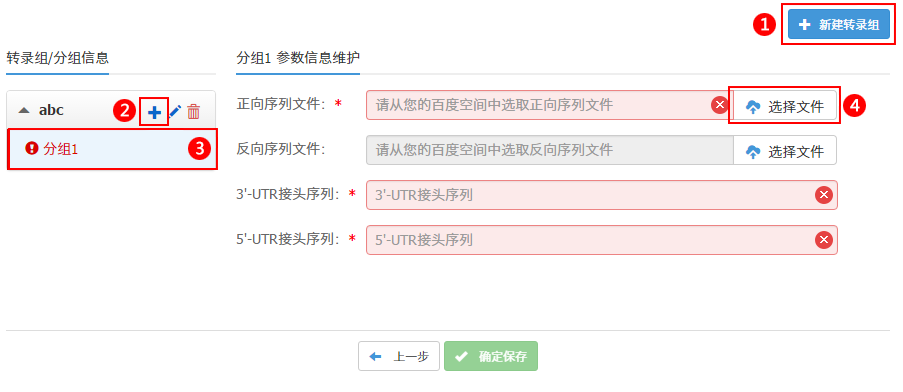 1 新建转录组
转录组/分组信息
分组1 参数信息维护
abc 2
分组1 3
正向序列文件: * 请从您的百度空间中选取正向序列文件 选择文件 4
反向序列文件: 请从您的百度空间中选取反向序列文件 选择文件
3'-UTR接头序列: * 3'-UTR接头序列
5'-UTR接头序列: * 5'-UTR接头序列
上一步 确定保存